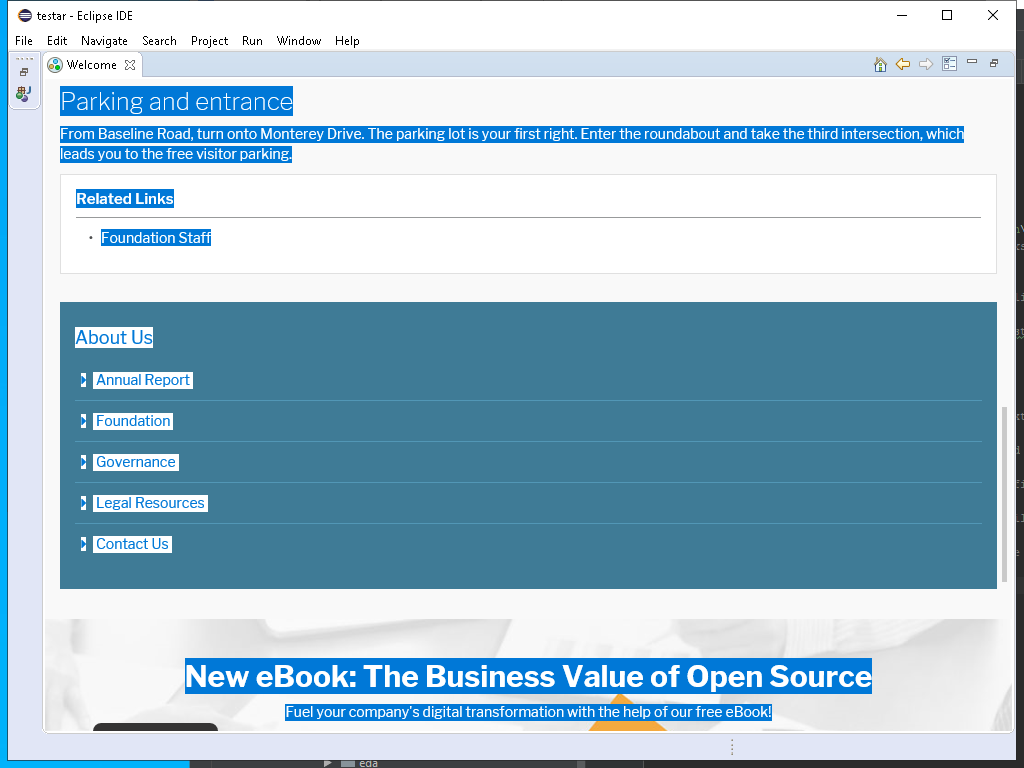 testar - Eclipse IDE
File Edit Navigate Search Project Run Window Help
Welcome
Parking and entrance
From Baseline Road, turn onto Monterey Drive. The parking lot is your first right. Enter the roundabout and take the third intersection, which
leads you to the free visitor parking.
Related Links
• Foundation Staff
About Us
Annual Report
Foundation
Governance
Legal Resources
Contact Us
New eBook: The Business Value of Open Source
Fuel your company's digital transformation with the help of our free eBook!
eda